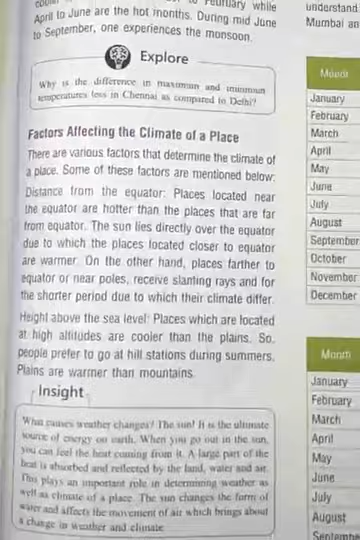 to February while
April to June are the hot months. During mid June
to September, one experiences the monsoon.
Explore
Why is the difference in maximum and minimum
temperatures less in Chennai as compared to Delhi?
Factors Affecting the Climate of a Place
There are various factors that determine the climate of
a place. Some of these factors are mentioned below:
Distance from the equator: Places located near
the equator are hotter than the places that are far
from equator. The sun lies directly over the equator
due to which the places located closer to equator
are warmer. On the other hand, places farther to
equator or near poles, receive slanting rays and for
the shorter period due to which their climate differ.
Height above the sea level: Places which are located
at high altitudes are cooler than the plains. So,
people prefer to go at hill stations during summers.
Plains are warmer than mountains.
Insight
What causes weather changes? The sun! It is the ultimate
source of energy on earth. When you go out in the sun,
you can feel the heat coming from it. A large part of the
heat is absorbed and reflected by the land, water and air.
This plays an important role in determining weather as
well as climate of a place. The sun changes the form of
water and affects the movement of air which brings about
a change in weather and climate.
understand
Mumbai an
Month
January
February
March
April
May
June
July
August
September
October
November
December
Month
January
February
March
April
May
June
July
August